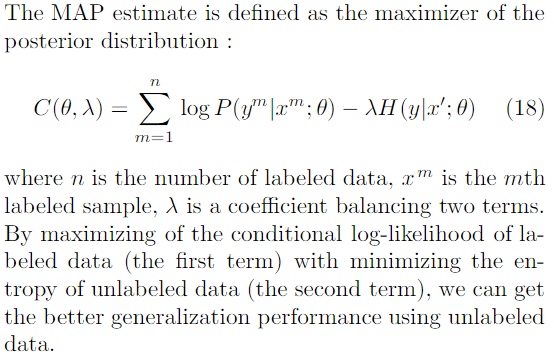 The MAP estimate is defined as the maximizer of the
posterior distribution :
C(θ, λ) = ∑_{m=1}^{n} log P(y^m|x^m; θ) − λH(y|x′; θ) (18)
where n is the number of labeled data, x^m is the mth
labeled sample, λ is a coefficient balancing two terms.
By maximizing of the conditional log-likelihood of la-
beled data (the first term) with minimizing the en-
tropy of unlabeled data (the second term), we can get
the better generalization performance using unlabeled
data.